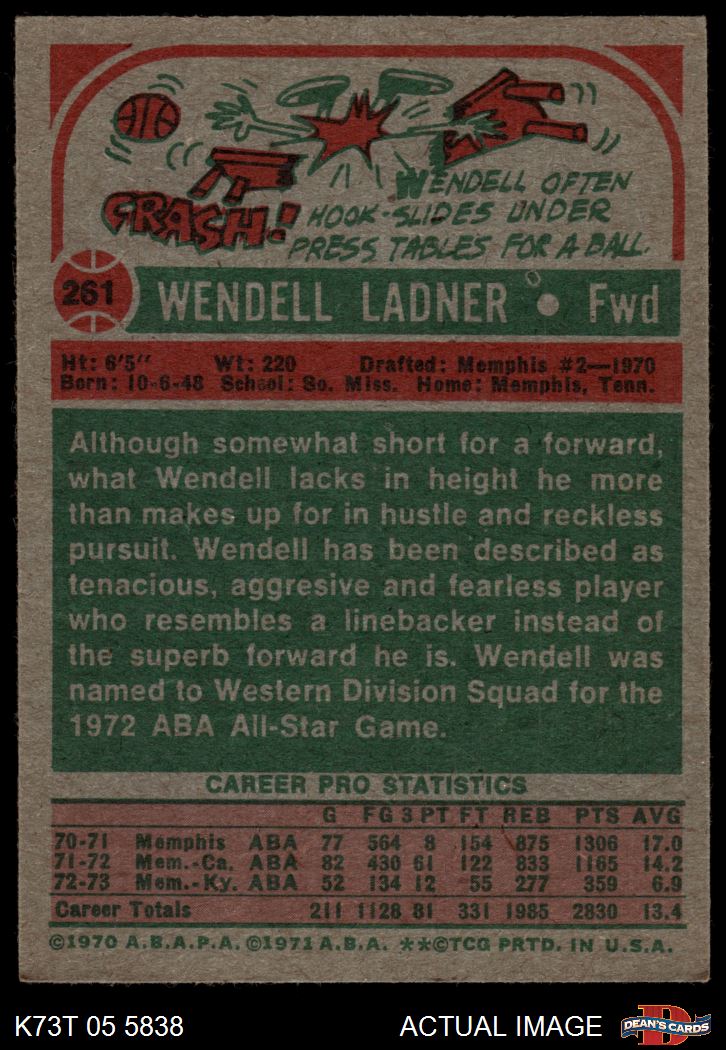 CRASH!
WENDELL OFTEN
HOOK-SLIDES UNDER
PRESS TABLES FOR A BALL.
261 WENDELL LADNER • Fwd
Ht: 6'5" Wt: 220 Drafted: Memphis #2—1970
Born: 10-6-48 School: So. Miss. Home: Memphis, Tenn.
Although somewhat short for a forward,
what Wendell lacks in height he more
than makes up for in hustle and reckless
pursuit. Wendell has been described as
tenacious, aggresive and fearless player
who resembles a linebacker instead of
the superb forward he is. Wendell was
named to Western Division Squad for the
1972 ABA All-Star Game.
CAREER PRO STATISTICS
G FG 3 PT FT REB PTS AVG
70-71 Memphis ABA 77 564 8 154 875 1306 17.0
71-72 Mem.-Ca. ABA 82 430 61 122 833 1165 14.2
72-73 Mem.-Ky. ABA 52 134 12 55 277 359 6.9
Career Totals 211 1128 81 331 1985 2830 13.4
©1970 A.B.A.P.A. ©1971 A.B.A. **©TCG PRTD. IN U.S.A.
K73T 05 5838 ACTUAL IMAGE DEAN'S CARDS